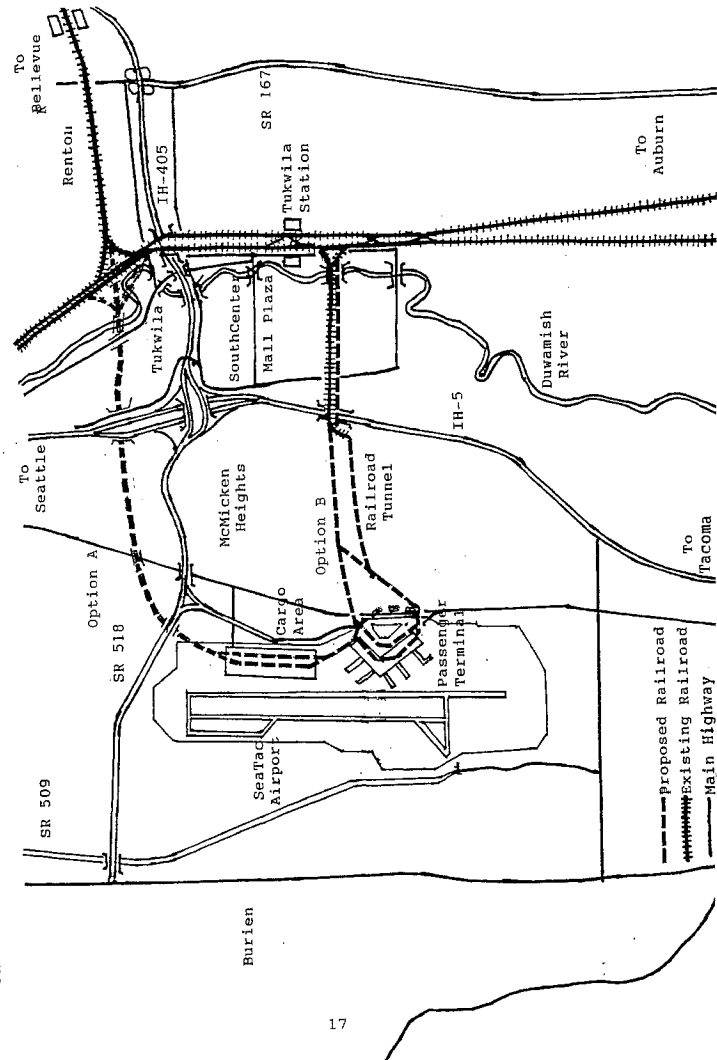 To
Bellevue
Renton
IH-405
SR 167
Tukwila
Station
To
Auburn
Tukwila
SouthCenter
Mall Plaza
Duwamish
River
To
Seattle
IH-5
McMicken
Heights
Option B
Railroad
Tunnel
To
Tacoma
Option A
SR 518
Cargo
Area
Passenger
Terminal
SeaTac
Airport
SR 509
Proposed Railroad
Existing Railroad
Main Highway
Burien
17